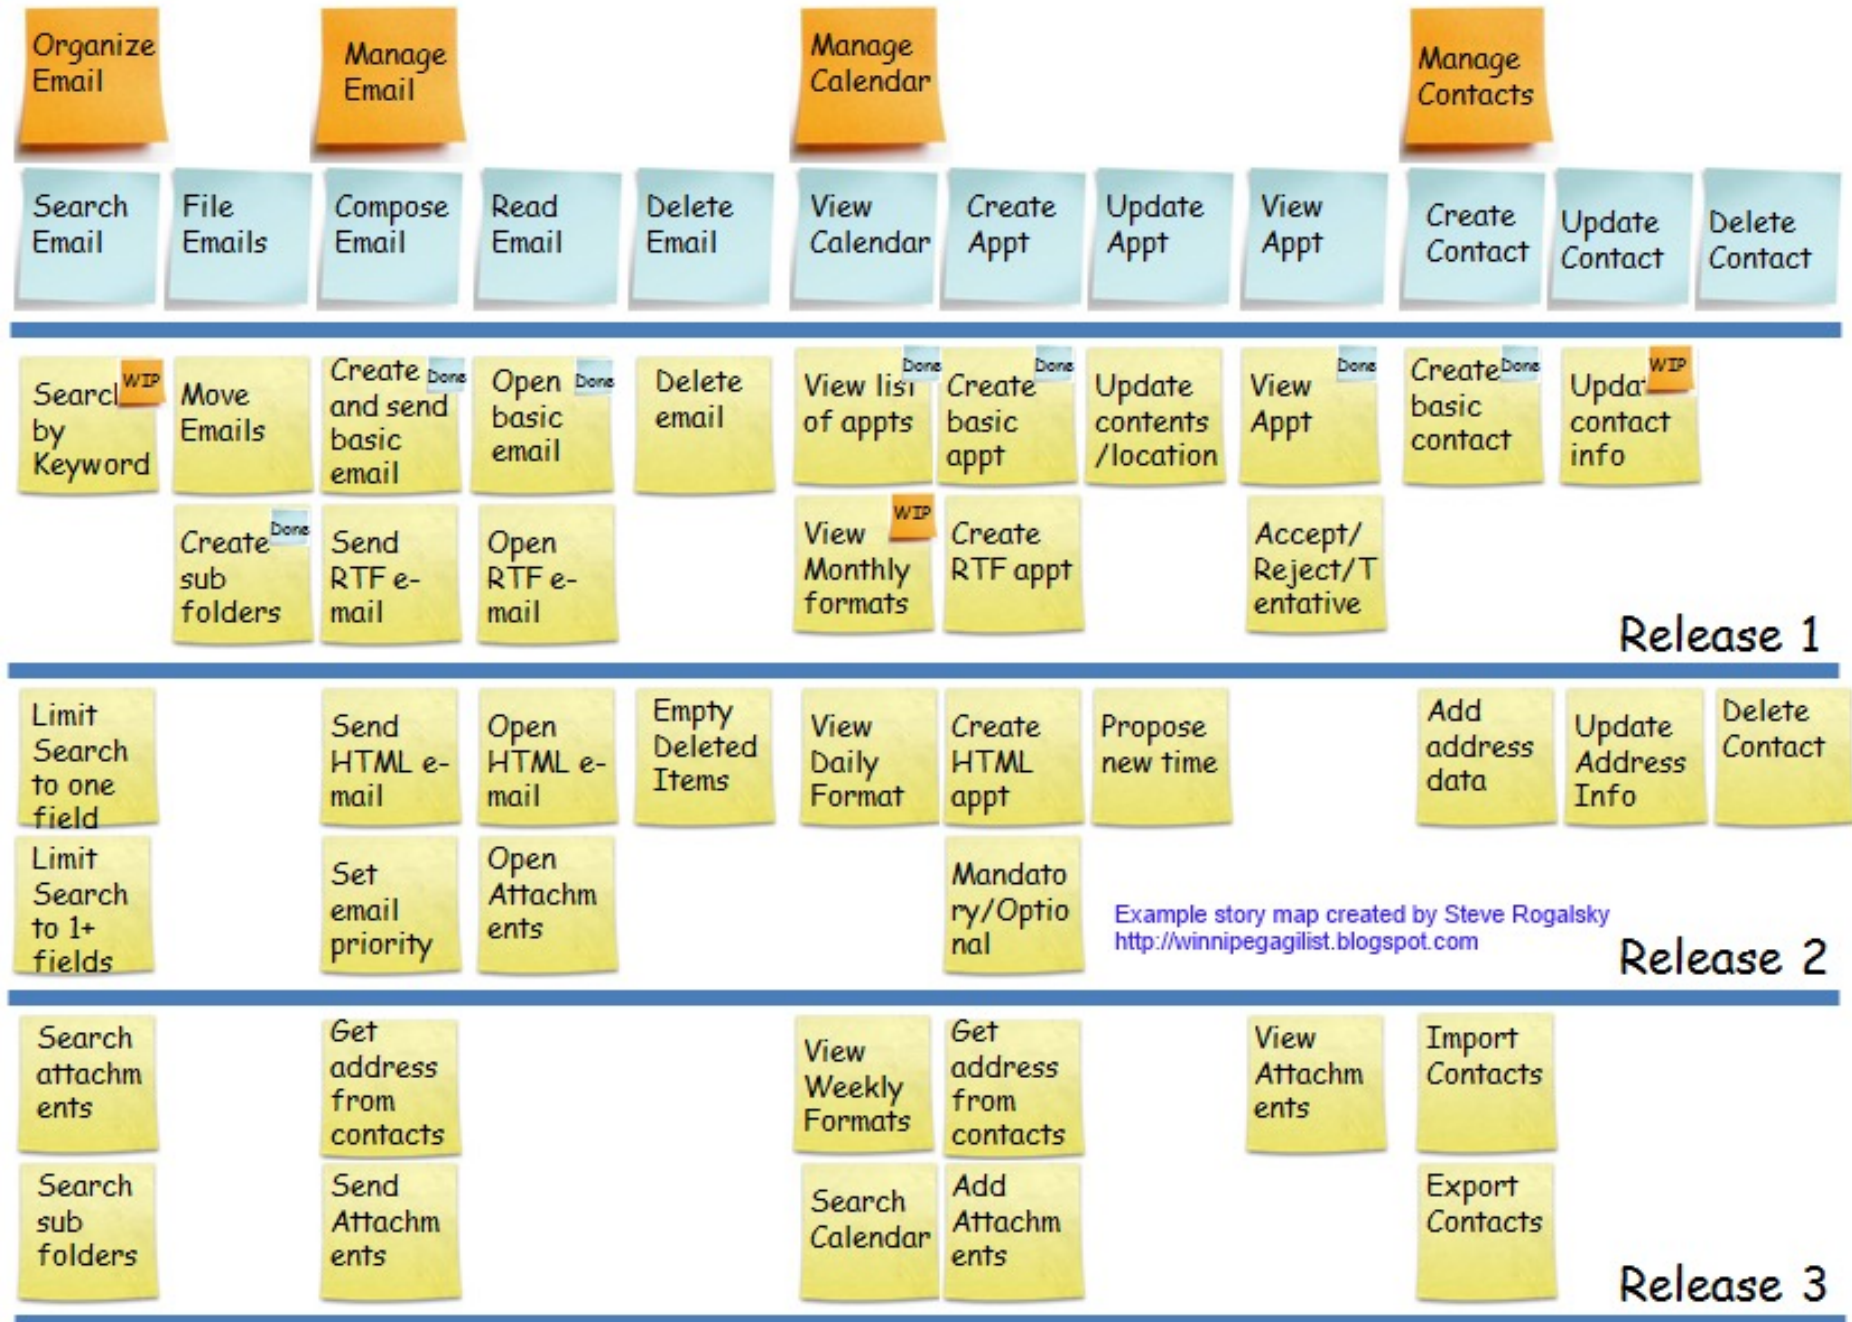 Organize
Email
Manage
Email
Manage
Calendar
Manage
Contacts
Search
Email
File
Emails
Compose
Email
Read
Email
Delete
Email
View
Calendar
Create
Appt
Update
Appt
View
Appt
Create
Contact
Update
Contact
Delete
Contact
WIP
by
Keyword
Move
Emails
Done
Create
and send
basic
email
Done
Open
basic
email
Delete
email
Done
View list
of appts
Done
Create
basic
appt
Update
contents
/location
Done
View
Appt
Done
Create
basic
contact
WIP
contact
info
Done
Create
sub
folders
Send
RTF e-
mail
Open
RTF e-
mail
WIP
View
Monthly
formats
Create
RTF appt
Accept/
Reject/T
entative
Release 1
Limit
Search
to one
field
Send
HTML e-
mail
Open
HTML e-
mail
Empty
Deleted
Items
View
Daily
Format
Create
HTML
appt
Propose
new time
Add
address
data
Update
Address
Info
Delete
Contact
Limit
Search
to 1+
fields
Set
email
priority
Open
Attachm
ents
Mandato
ry/Optio
nal
Example story map created by Steve Rogalsky
http://winnipegagilist.blogspot.com
Release 2
Search
attachm
ents
Get
address
from
contacts
View
Weekly
Formats
Get
address
from
contacts
View
Attachm
ents
Import
Contacts
Search
sub
folders
Send
Attachm
ents
Search
Calendar
Add
Attachm
ents
Export
Contacts
Release 3